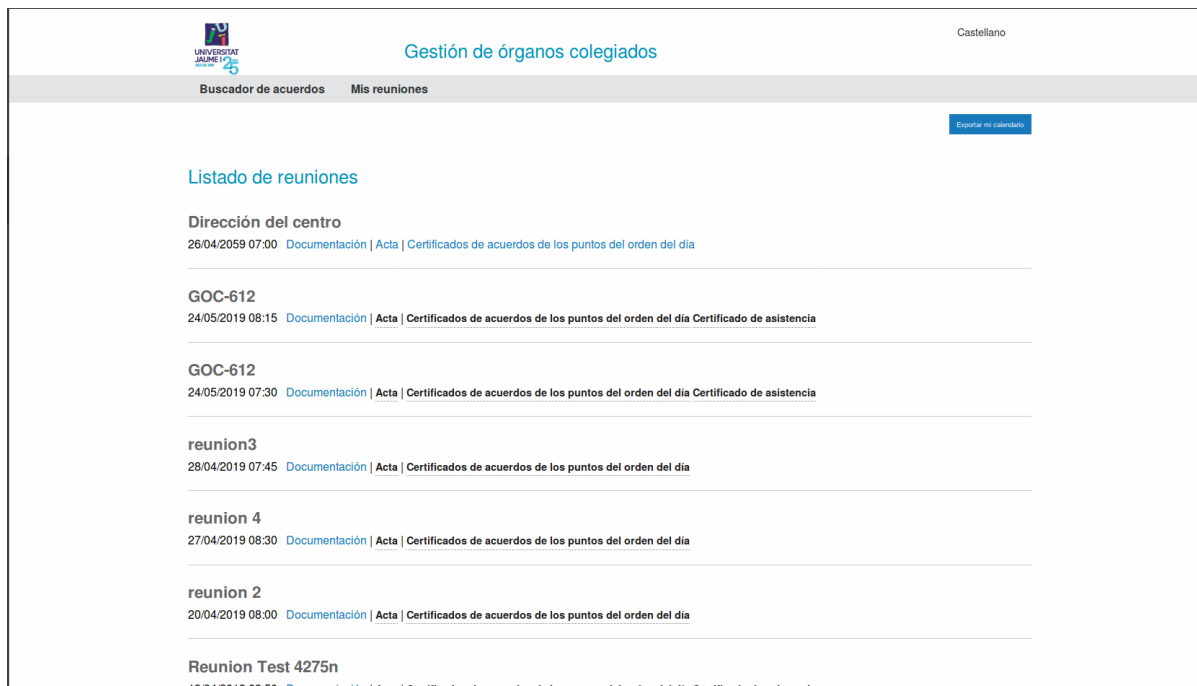 UNIVERSITAT
JAUME I 25
Castellano
Gestión de órganos colegiados
Buscador de acuerdos Mis reuniones
Exportar mi calendario
Listado de reuniones
Dirección del centro
26/04/2059 07:00 Documentación | Acta | Certificados de acuerdos de los puntos del orden del día
GOC-612
24/05/2019 08:15 Documentación | Acta | Certificados de acuerdos de los puntos del orden del día Certificado de asistencia
GOC-612
24/05/2019 07:30 Documentación | Acta | Certificados de acuerdos de los puntos del orden del día Certificado de asistencia
reunion3
28/04/2019 07:45 Documentación | Acta | Certificados de acuerdos de los puntos del orden del día
reunion 4
27/04/2019 08:30 Documentación | Acta | Certificados de acuerdos de los puntos del orden del día
reunion 2
20/04/2019 08:00 Documentación | Acta | Certificados de acuerdos de los puntos del orden del día
Reunion Test 4275n